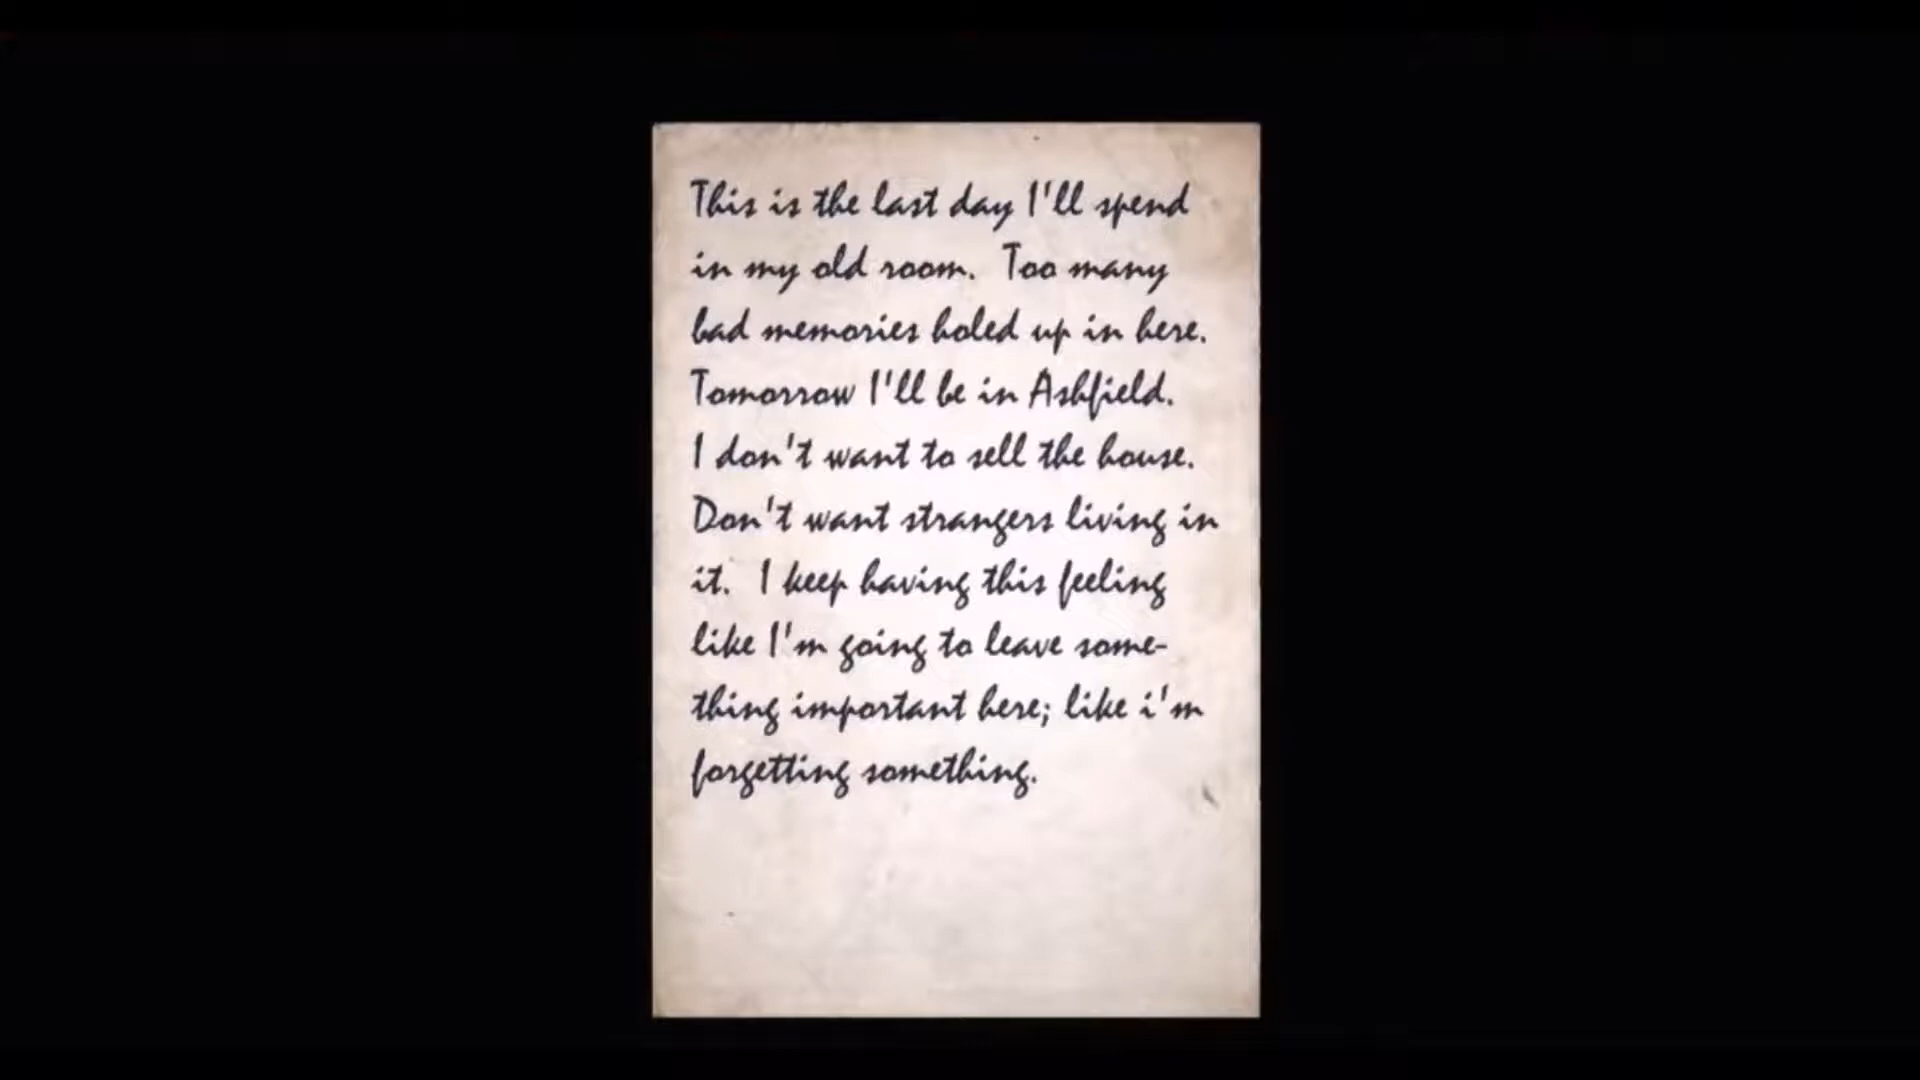 This is the last day I'll spend
in my old room. Too many
bad memories holed up in here.
Tomorrow I'll be in Ashfield.
I don't want to sell the house.
Don't want strangers living in
it. I keep having this feeling
like I'm going to leave some-
thing important here; like i'm
forgetting something.